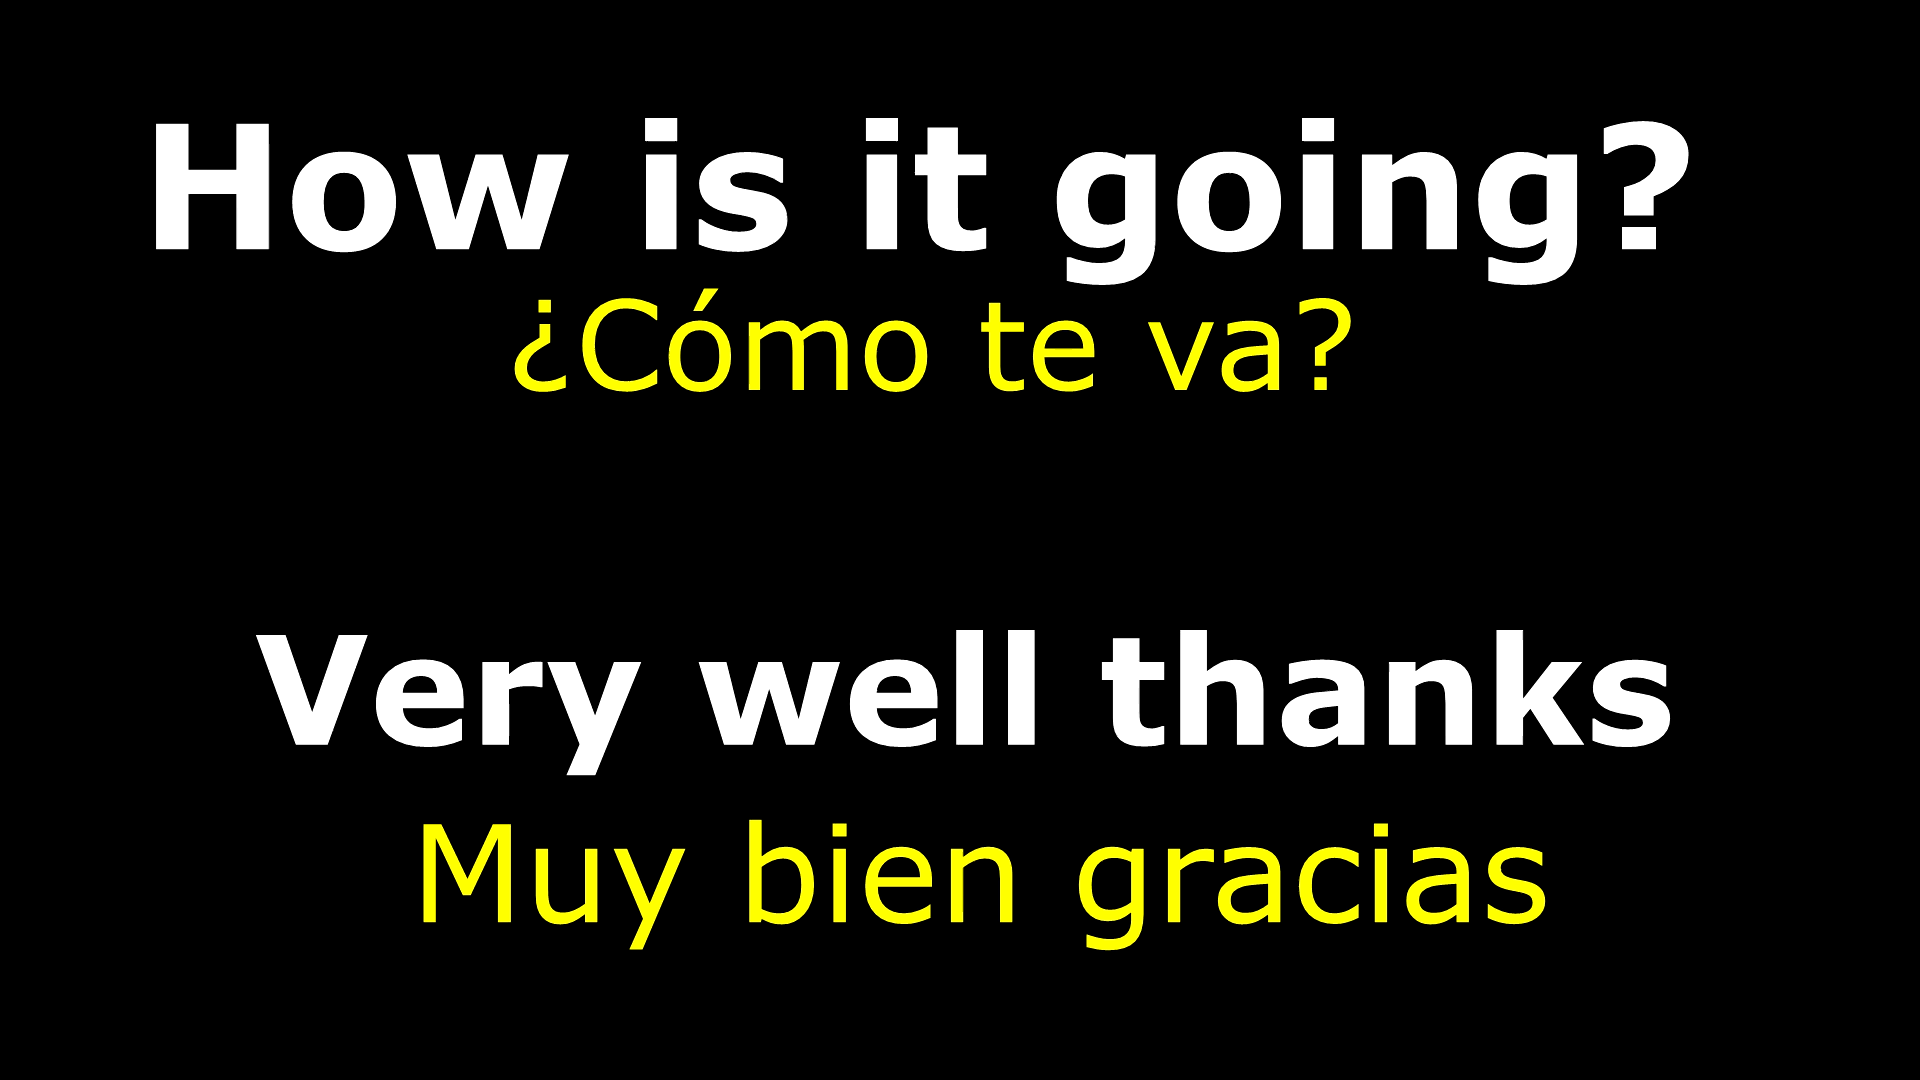 How is it going?
¿Cómo te va?
Very well thanks
Muy bien gracias